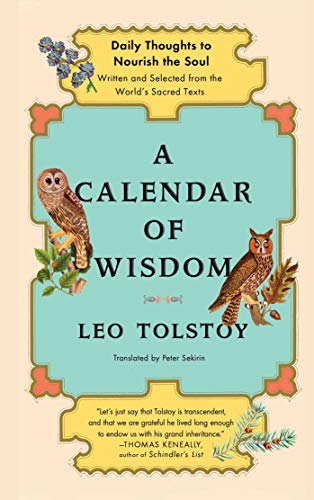 Daily Thoughts to
Nourish the Soul
Written and Selected from the
World's Sacred Texts
A
CALENDAR
OF
WISDOM
LEO TOLSTOY
Translated by Peter Sekirin
"Let's just say that Tolstoy is transcendent,
and that we are grateful he lived long enough
to endow us with his grand inheritance."
—THOMAS KENEALLY,
author of Schindler's List